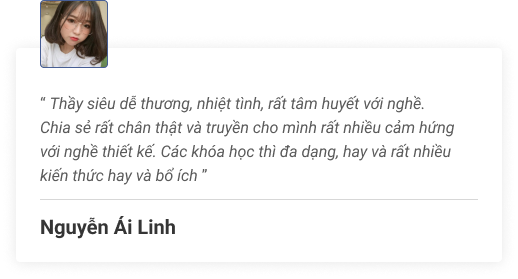 “ Thầy siêu dễ thương, nhiệt tình, rất tâm huyết với nghề.
Chia sẻ rất chân thật và truyền cho mình rất nhiều cảm hứng
với nghề thiết kế. Các khóa học thì đa dạng, hay và rất nhiều
kiến thức hay và bổ ích ”
Nguyễn Ái Linh